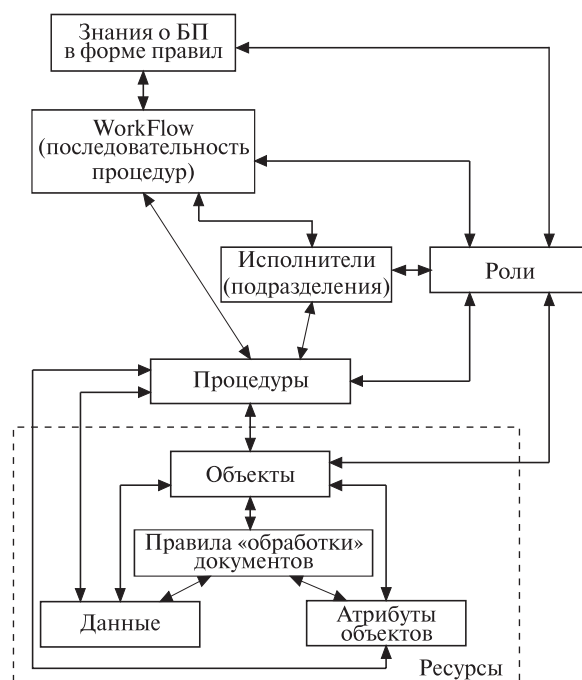 Знания о БП
в форме правил
WorkFlow
(последовательность
процедур)
Исполнители
(подразделения)
Роли
Процедуры
Объекты
Правила «обработки»
документов
Данные
Атрибуты
объектов
Ресурсы